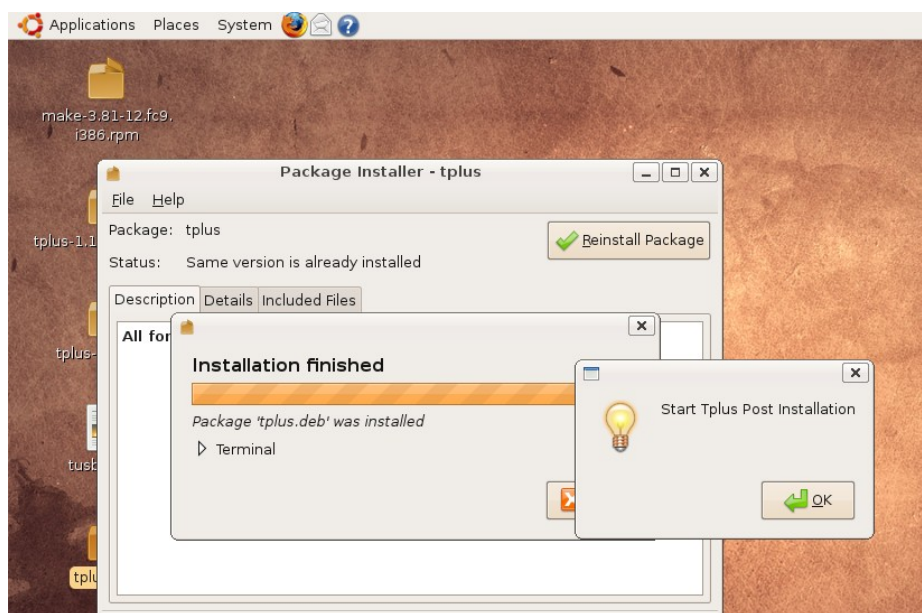 Applications Places System
make-3.81-12.fc9.
i386.rpm
Package Installer - tplus
File Help
Package: tplus
Reinstall Package
Status: Same version is already installed
Description Details Included Files
All for
Installation finished
Package 'tplus.deb' was installed
Terminal
Start Tplus Post Installation
OK
tplus-1.1
tplus-
tusb
tplu